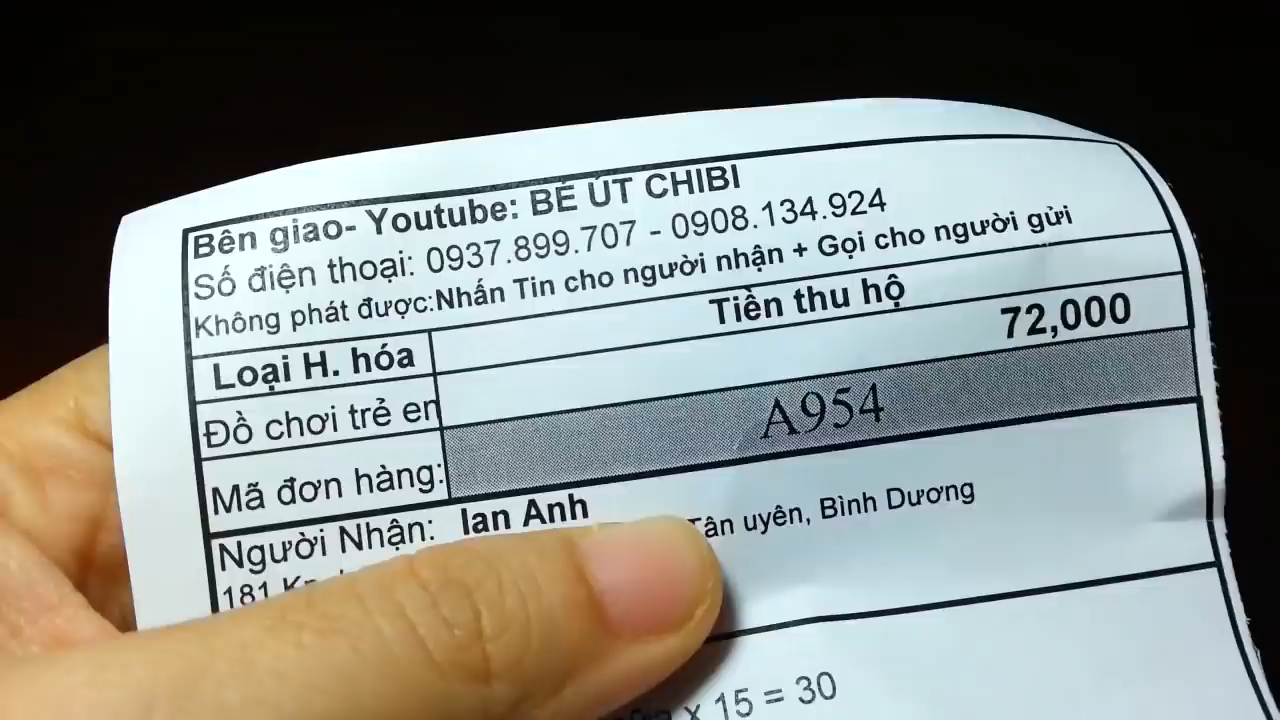 Bên giao- Youtube: BÉ ÚT CHIBI
Số điện thoại: 0937.899.707 - 0908.134.924
Không phát được:Nhắn Tin cho người nhận + Gọi cho người gửi
Loại H. hóa
Tiền thu hộ
Đồ chơi trẻ em
72,000
Mã đơn hàng:
A954
Người Nhận: lan Anh
181 Tân uyên, Bình Dương
x 15 = 30